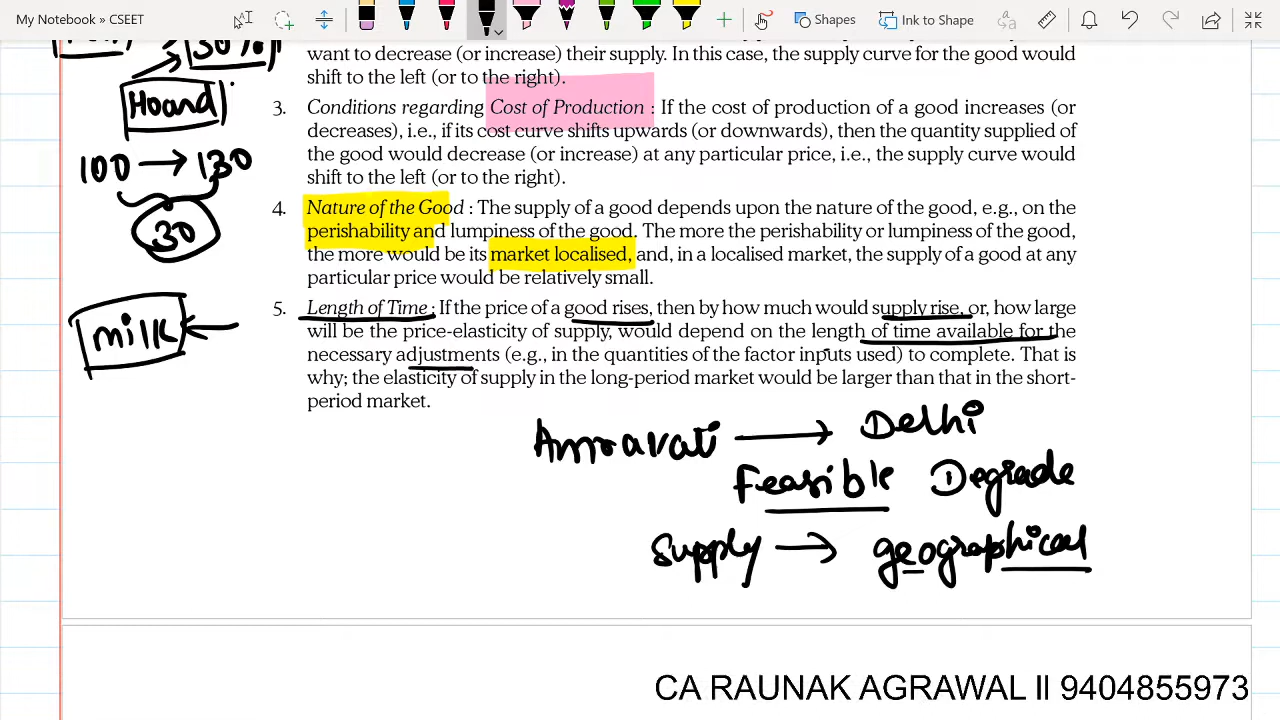 My Notebook » CSEET
Shapes
Ink to Shape
30%
want to decrease (or increase) their supply. In this case, the supply curve for the good would
shift to the left (or to the right).
Hoard
3. Conditions regarding Cost of Production : If the cost of production of a good increases (or
decreases), i.e., if its cost curve shifts upwards (or downwards), then the quantity supplied of
the good would decrease (or increase) at any particular price, i.e., the supply curve would
shift to the left (or to the right).
100 → 130
30
4. Nature of the Good : The supply of a good depends upon the nature of the good, e.g., on the
perishability and lumpiness of the good. The more the perishability or lumpiness of the good,
the more would be its market localised, and, in a localised market, the supply of a good at any
particular price would be relatively small.
milk ←
5. Length of Time : If the price of a good rises, then by how much would supply rise, or, how large
will be the price-elasticity of supply, would depend on the length of time available for the
necessary adjustments (e.g., in the quantities of the factor inputs used) to complete. That is
why; the elasticity of supply in the long-period market would be larger than that in the short-
period market.
Amravati → Delhi
Feasible Degrade
Supply → geographical
CA RAUNAK AGRAWAL II 9404855973